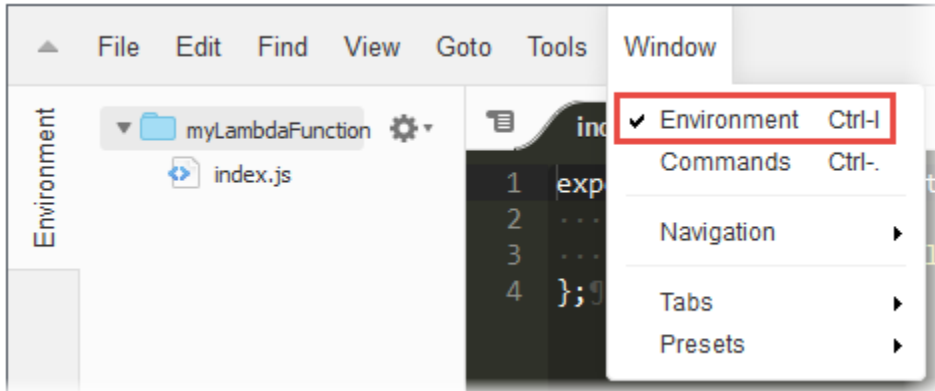 File Edit Find View Goto Tools Window
Environment
myLambdaFunction
index.js
Environment Ctrl-I
Commands Ctrl-.
Navigation
Tabs
Presets
1 exp
2
3
4 };